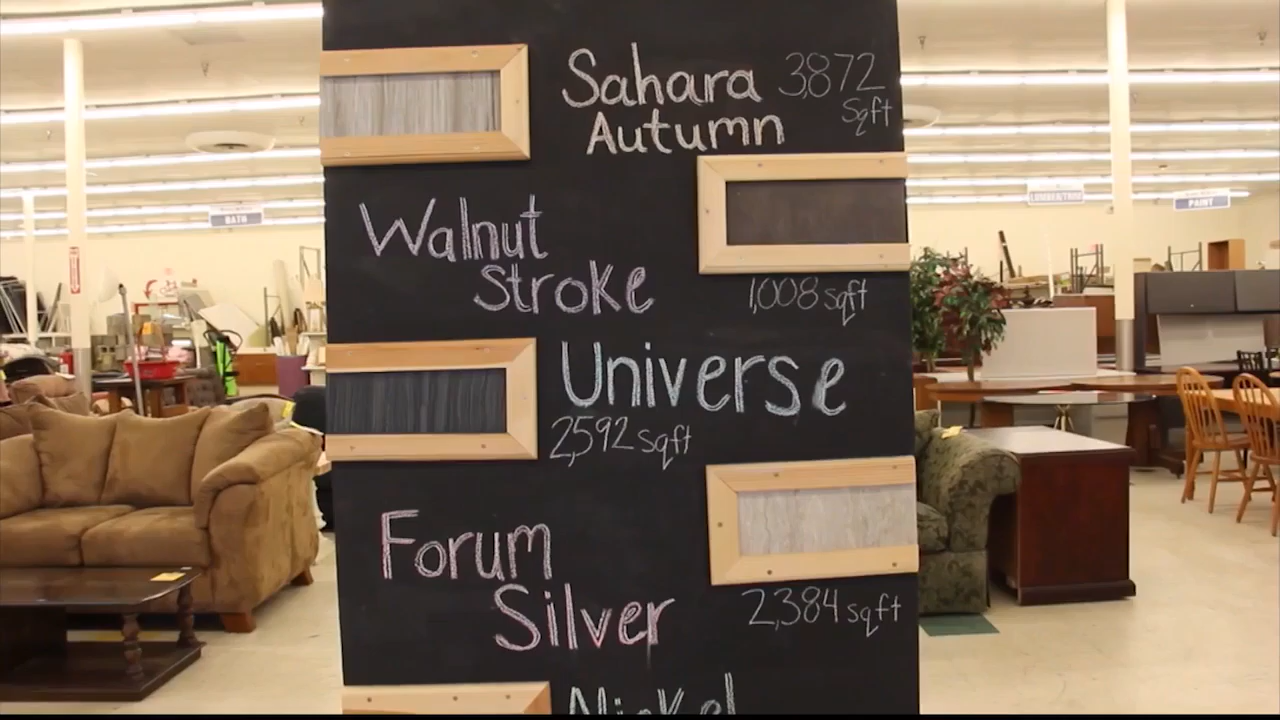 Sahara 3,872
Autumn Sqft
Walnut
Stroke
1,008 sqft
Universe
2,592 sqft
Forum
Silver
2,384 sqft
Nickel
BATH
PAINT